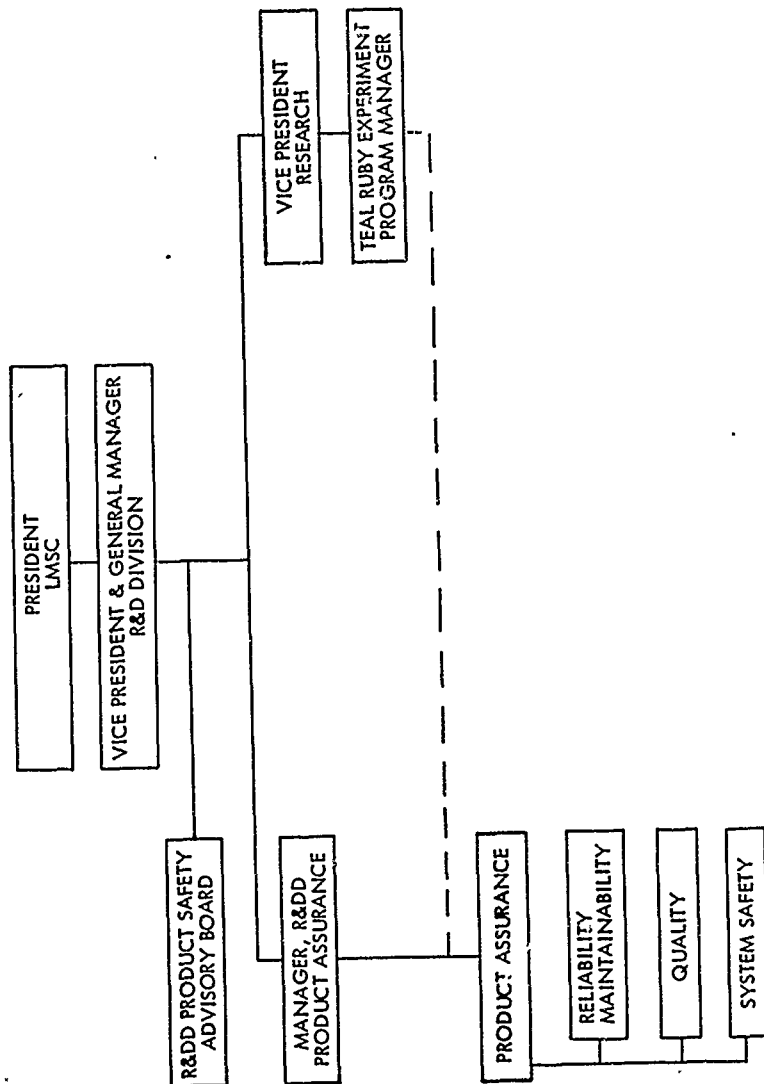 PRESIDENT
LMSC
VICE PRESIDENT & GENERAL MANAGER
R&D DIVISION
R&DD PRODUCT SAFETY
ADVISORY BOARD
MANAGER, R&DD
PRODUCT ASSURANCE
VICE PRESIDENT
RESEARCH
TEAL RUBY EXPERIMENT
PROGRAM MANAGER
PRODUCT ASSURANCE
RELIABILITY
MAINTAINABILITY
QUALITY
SYSTEM SAFETY